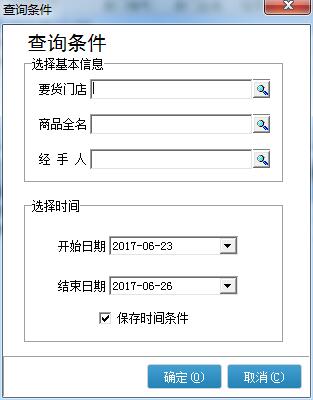 查询条件
查询条件
选择基本信息
要货门店
商品全名
经 手 人
选择时间
开始日期 2017-06-23
结束日期 2017-06-26
保存时间条件
确定(O) 取消(C)